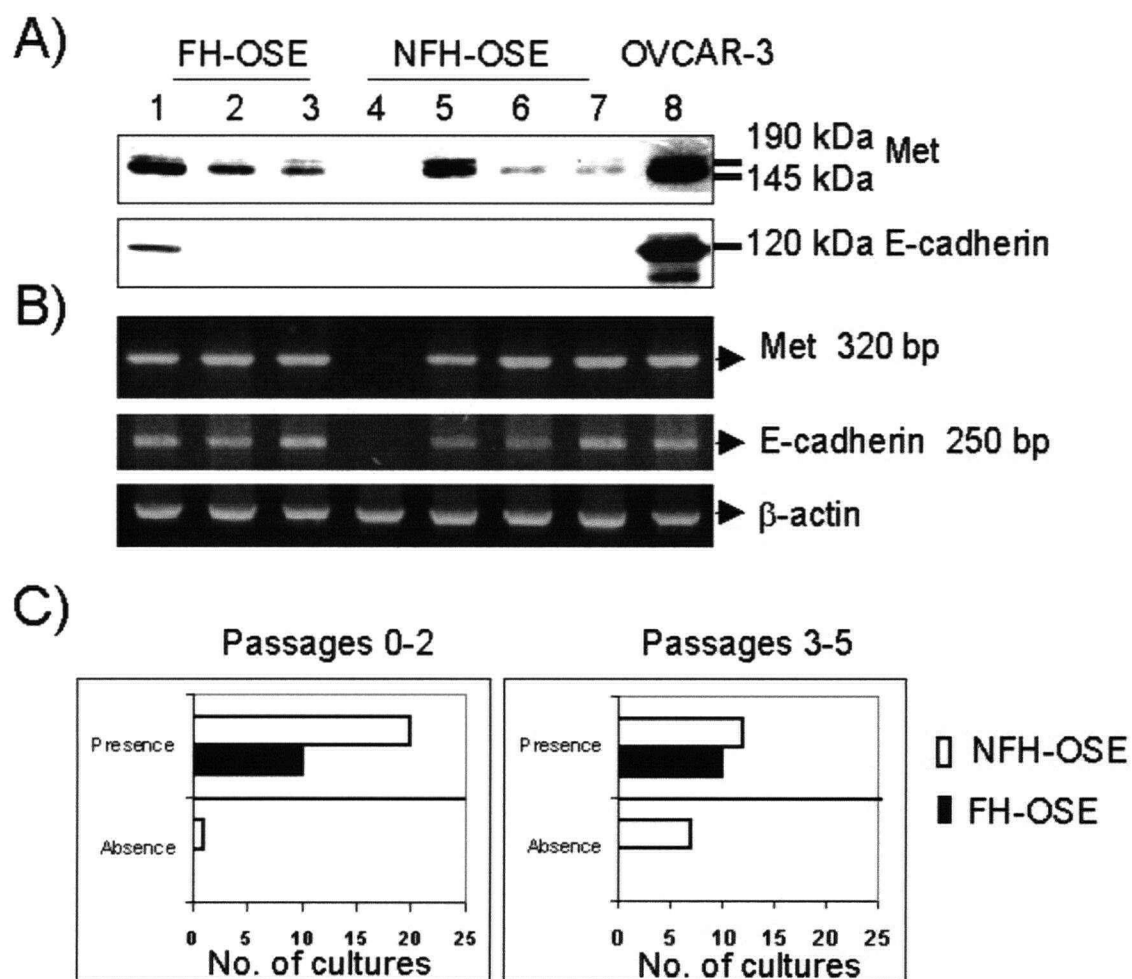 A)
FH-OSE NFH-OSE OVCAR-3
1 2 3 4 5 6 7 8
190 kDa Met
145 kDa
120 kDa E-cadherin
B)
Met 320 bp
E-cadherin 250 bp
β-actin
C)
Passages 0-2
Presence
Absence
0 5 10 15 20 25
No. of cultures
Passages 3-5
Presence
Absence
0 5 10 15 20 25
No. of cultures
NFH-OSE
FH-OSE